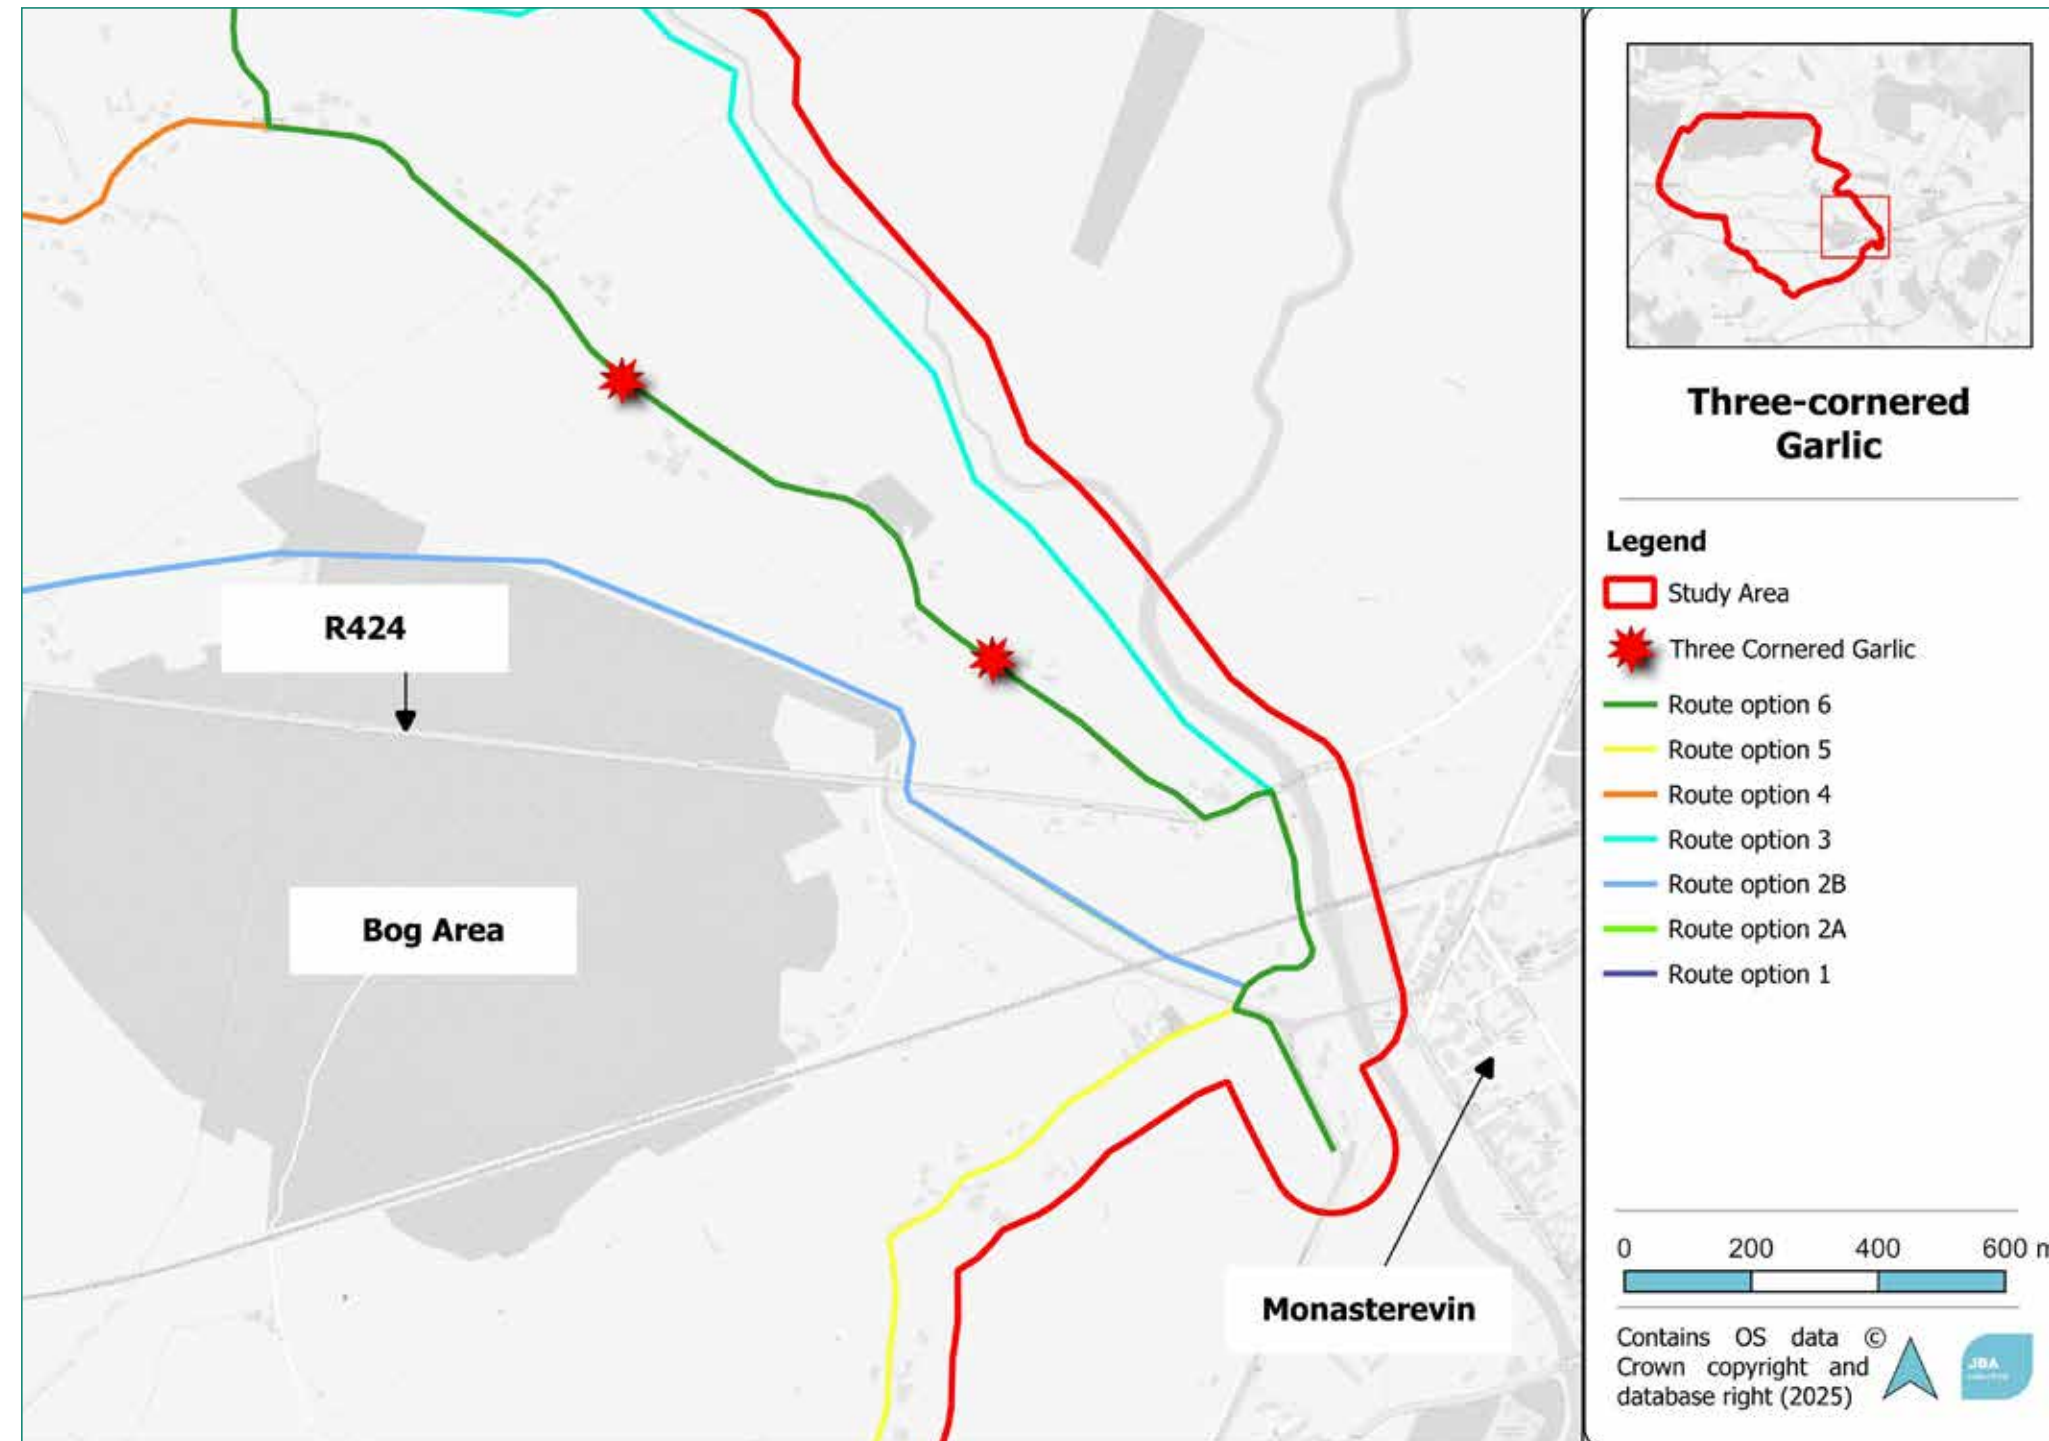 R424
Bog Area
Monasterevin
Three-cornered
Garlic
Legend
Study Area
Three Cornered Garlic
Route option 6
Route option 5
Route option 4
Route option 3
Route option 2B
Route option 2A
Route option 1
0 200 400 600 m
Contains OS data ©
Crown copyright and
database right (2025)
JBA